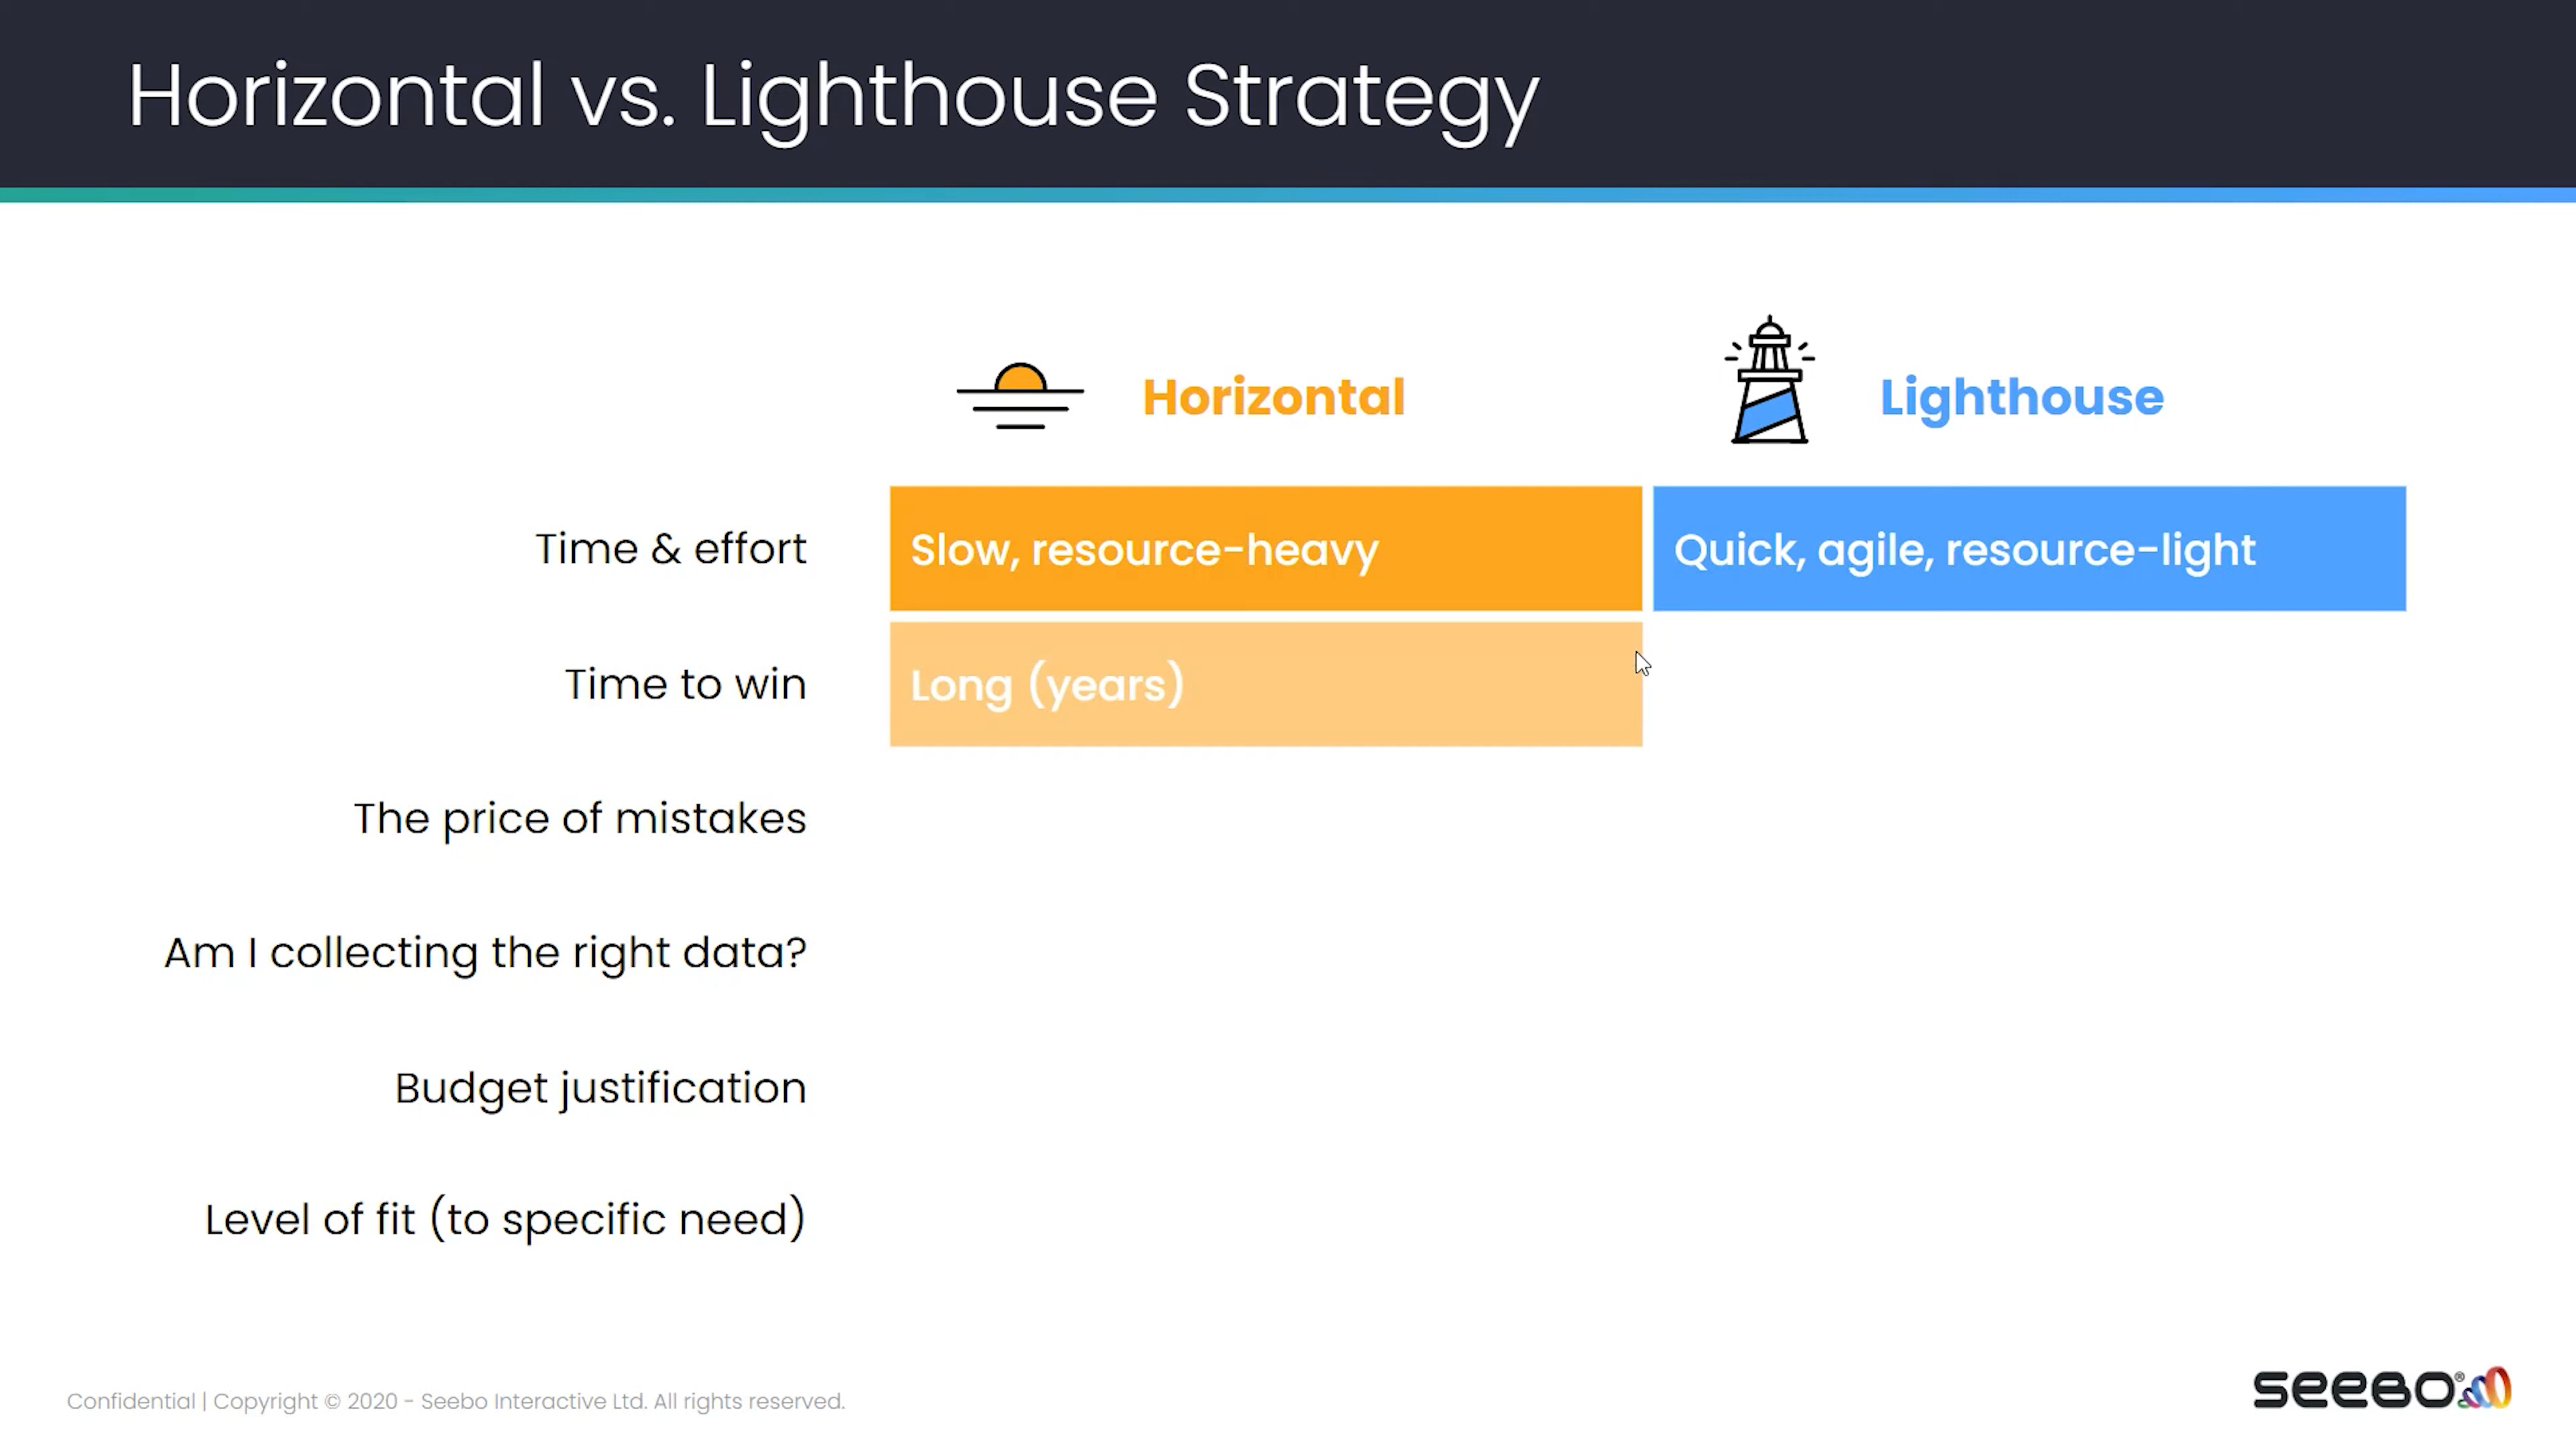 Horizontal vs. Lighthouse Strategy
Horizontal
Lighthouse
Time & effort
Slow, resource-heavy
Quick, agile, resource-light
Time to win
Long (years)
The price of mistakes
Am I collecting the right data?
Budget justification
Level of fit (to specific need)
Confidential | Copyright © 2020 - Seebo Interactive Ltd. All rights reserved.
SEEBO®